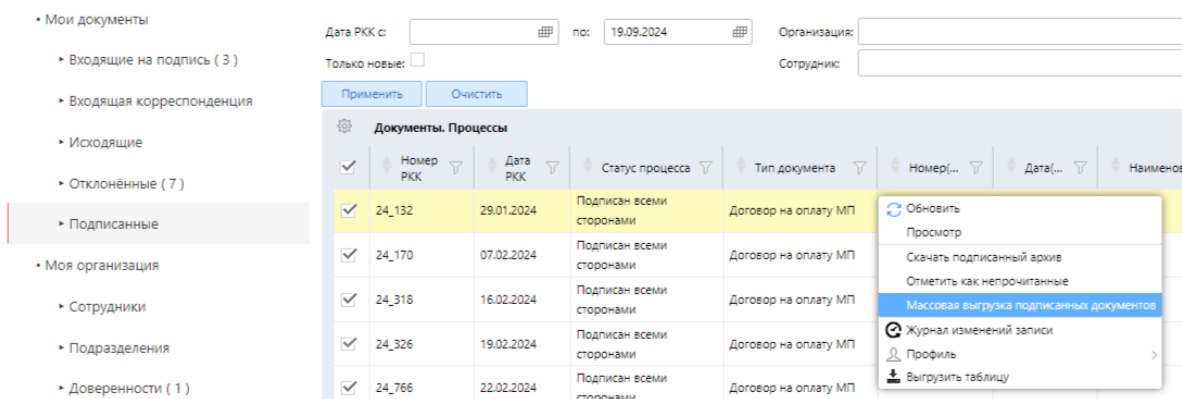 • Мои документы
Входящие на подпись ( 3 )
Входящая корреспонденция
Исходящие
Отклонённые ( 7 )
Подписанные
• Моя организация
Сотрудники
Подразделения
Доверенности ( 1 )
Дата РКК с: по: 19.09.2024 Организация:
Только новые: Сотрудник:
Применить Очистить
Документы. Процессы
Номер РКК Дата РКК Статус процесса Тип документа Номер(... Дата(... Наименов
24_132 29.01.2024 Подписан всеми сторонами Договор на оплату МП
24_170 07.02.2024 Подписан всеми сторонами Договор на оплату МП
24_318 16.02.2024 Подписан всеми сторонами Договор на оплату МП
24_326 19.02.2024 Подписан всеми сторонами Договор на оплату МП
24_766 22.02.2024 Подписан всеми сторонами Договор на оплату МП
Обновить
Просмотр
Скачать подписанный архив
Отметить как непрочитанные
Массовая выгрузка подписанных документов
Журнал изменений записи
Профиль
Выгрузить таблицу